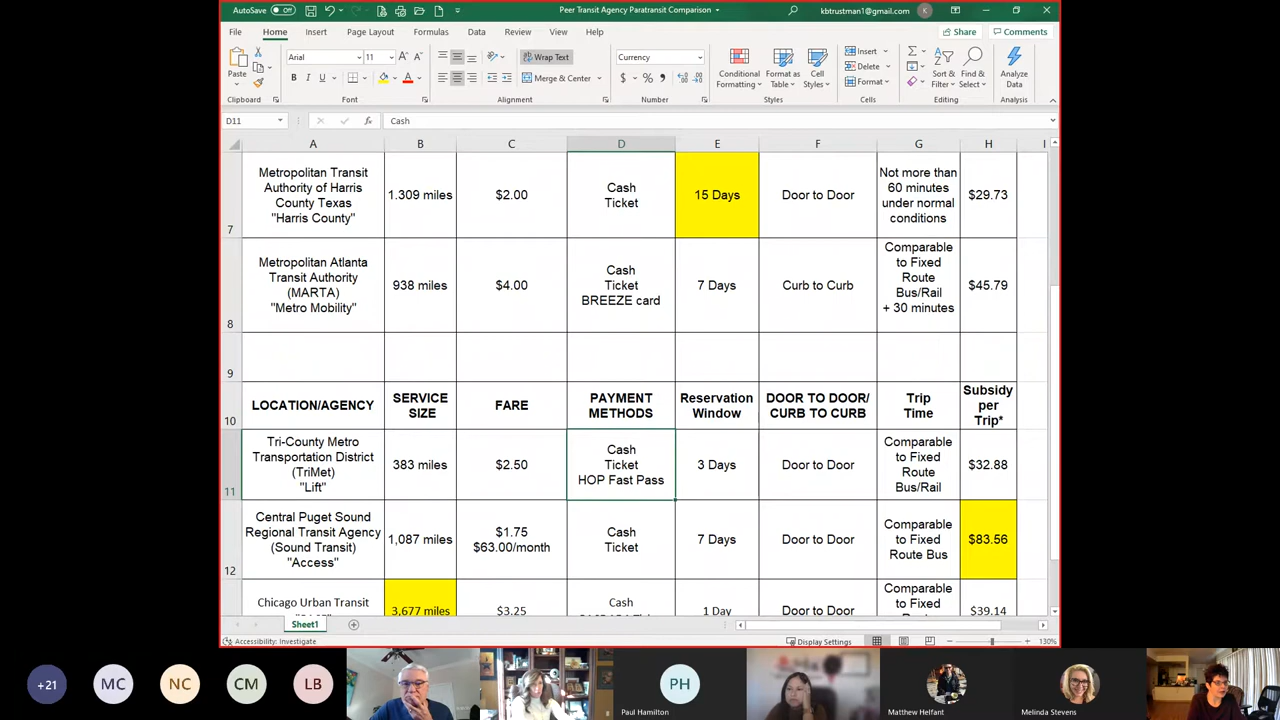 AutoSave Off
Peer Transit Agency Paratransit Comparison
kbtrustman1@gmail.com K
File Home Insert Page Layout Formulas Data Review View Help
Share Comments
Paste
Arial 11
B I U
Wrap Text
Merge & Center
Currency
$ % 9
Conditional Formatting
Format as Table
Cell Styles
Insert
Delete
Format
Sort & Filter
Find & Select
Analyze Data
Clipboard Font Alignment Number Styles Cells Editing Analysis
D11 fx Cash
A B C D E F G H I
7
Metropolitan Transit
Authority of Harris
County Texas
"Harris County"
1.309 miles
$2.00
Cash
Ticket
15 Days
Door to Door
Not more than
60 minutes
under normal
conditions
$29.73
8
Metropolitan Atlanta
Transit Authority
(MARTA)
"Metro Mobility"
938 miles
$4.00
Cash
Ticket
BREEZE card
7 Days
Curb to Curb
Comparable
to Fixed
Route
Bus/Rail
+ 30 minutes
$45.79
9
10
LOCATION/AGENCY
SERVICE
SIZE
FARE
PAYMENT
METHODS
Reservation
Window
DOOR TO DOOR/
CURB TO CURB
Trip
Time
Subsidy
per
Trip*
11
Tri-County Metro
Transportation District
(TriMet)
"Lift"
383 miles
$2.50
Cash
Ticket
HOP Fast Pass
3 Days
Door to Door
Comparable
to Fixed
Route
Bus/Rail
$32.88
12
Central Puget Sound
Regional Transit Agency
(Sound Transit)
"Access"
1,087 miles
$1.75
$63.00/month
Cash
Ticket
7 Days
Door to Door
Comparable
to Fixed
Route Bus
$83.56
Chicago Urban Transit
3,677 miles
$3.25
Cash
1 Day
Door to Door
Comparable
to Fixed
$39.14
Sheet1
Accessibility: Investigate
Display Settings
130%
+21 MC NC CM LB PH
Paul Hamilton
Matthew Helfant
Melinda Stevens